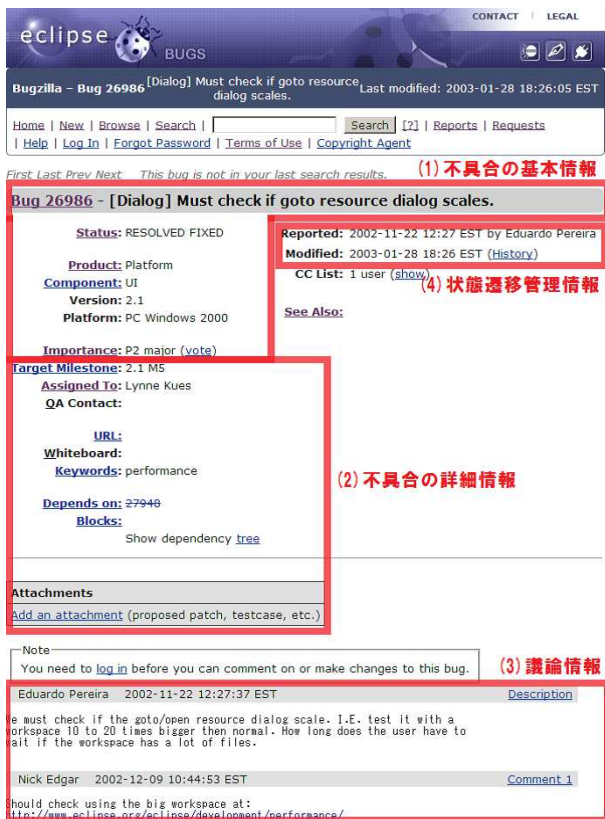 CONTACT LEGAL
eclipse
BUGS
Bugzilla – Bug 26986 [Dialog] Must check if goto resource dialog scales. Last modified: 2003-01-28 18:26:05 EST
Home | New | Browse | Search | Search [?] | Reports | Requests
| Help | Log In | Forgot Password | Terms of Use | Copyright Agent
First Last Prev Next This bug is not in your last search results.
(1)不具合の基本情報
Bug 26986 - [Dialog] Must check if goto resource dialog scales.
Status: RESOLVED FIXED
Product: Platform
Component: UI
Version: 2.1
Platform: PC Windows 2000
Importance: P2 major (vote)
Reported: 2002-11-22 12:27 EST by Eduardo Pereira
Modified: 2003-01-28 18:26 EST (History)
CC List: 1 user (show)
(4)状態遷移管理情報
See Also:
Target Milestone: 2.1 M5
Assigned To: Lynne Kues
QA Contact:
URL:
Whiteboard:
Keywords: performance
(2)不具合の詳細情報
Depends on: 27948
Blocks:
Show dependency tree
Attachments
Add an attachment (proposed patch, testcase, etc.)
Note
You need to log in before you can comment on or make changes to this bug.
(3)議論情報
Eduardo Pereira 2002-11-22 12:27:37 EST Description
We must check if the goto/open resource dialog scale. I.E. test it with a
workspace 10 to 20 times bigger then normal. How long does the user have to
wait if the workspace has a lot of files.
Nick Edgar 2002-12-09 10:44:53 EST Comment 1
Should check using the big workspace at:
http://www.eclipse.org/eclipse/development/performance/